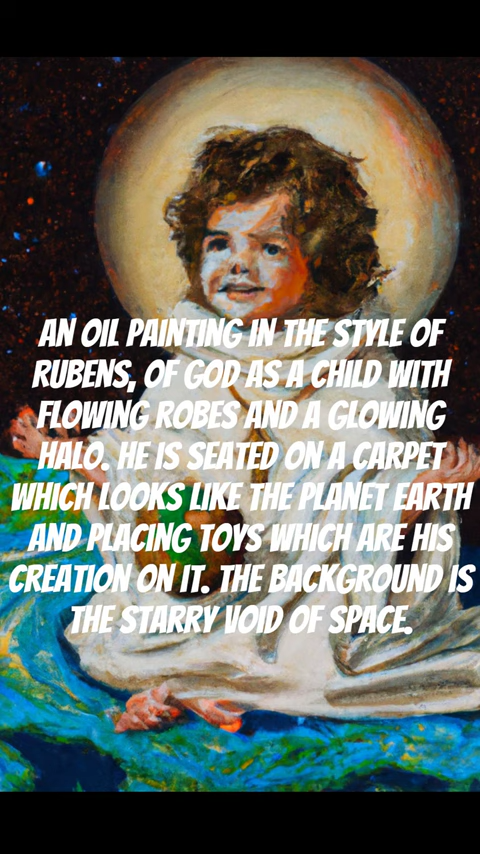 AN OIL PAINTING IN THE STYLE OF
RUBENS, OF GOD AS A CHILD WITH
FLOWING ROBES AND A GLOWING
HALO. HE IS SEATED ON A CARPET
WHICH LOOKS LIKE THE PLANET EARTH
AND PLACING TOYS WHICH ARE HIS
CREATION ON IT. THE BACKGROUND IS
THE STARRY VOID OF SPACE.